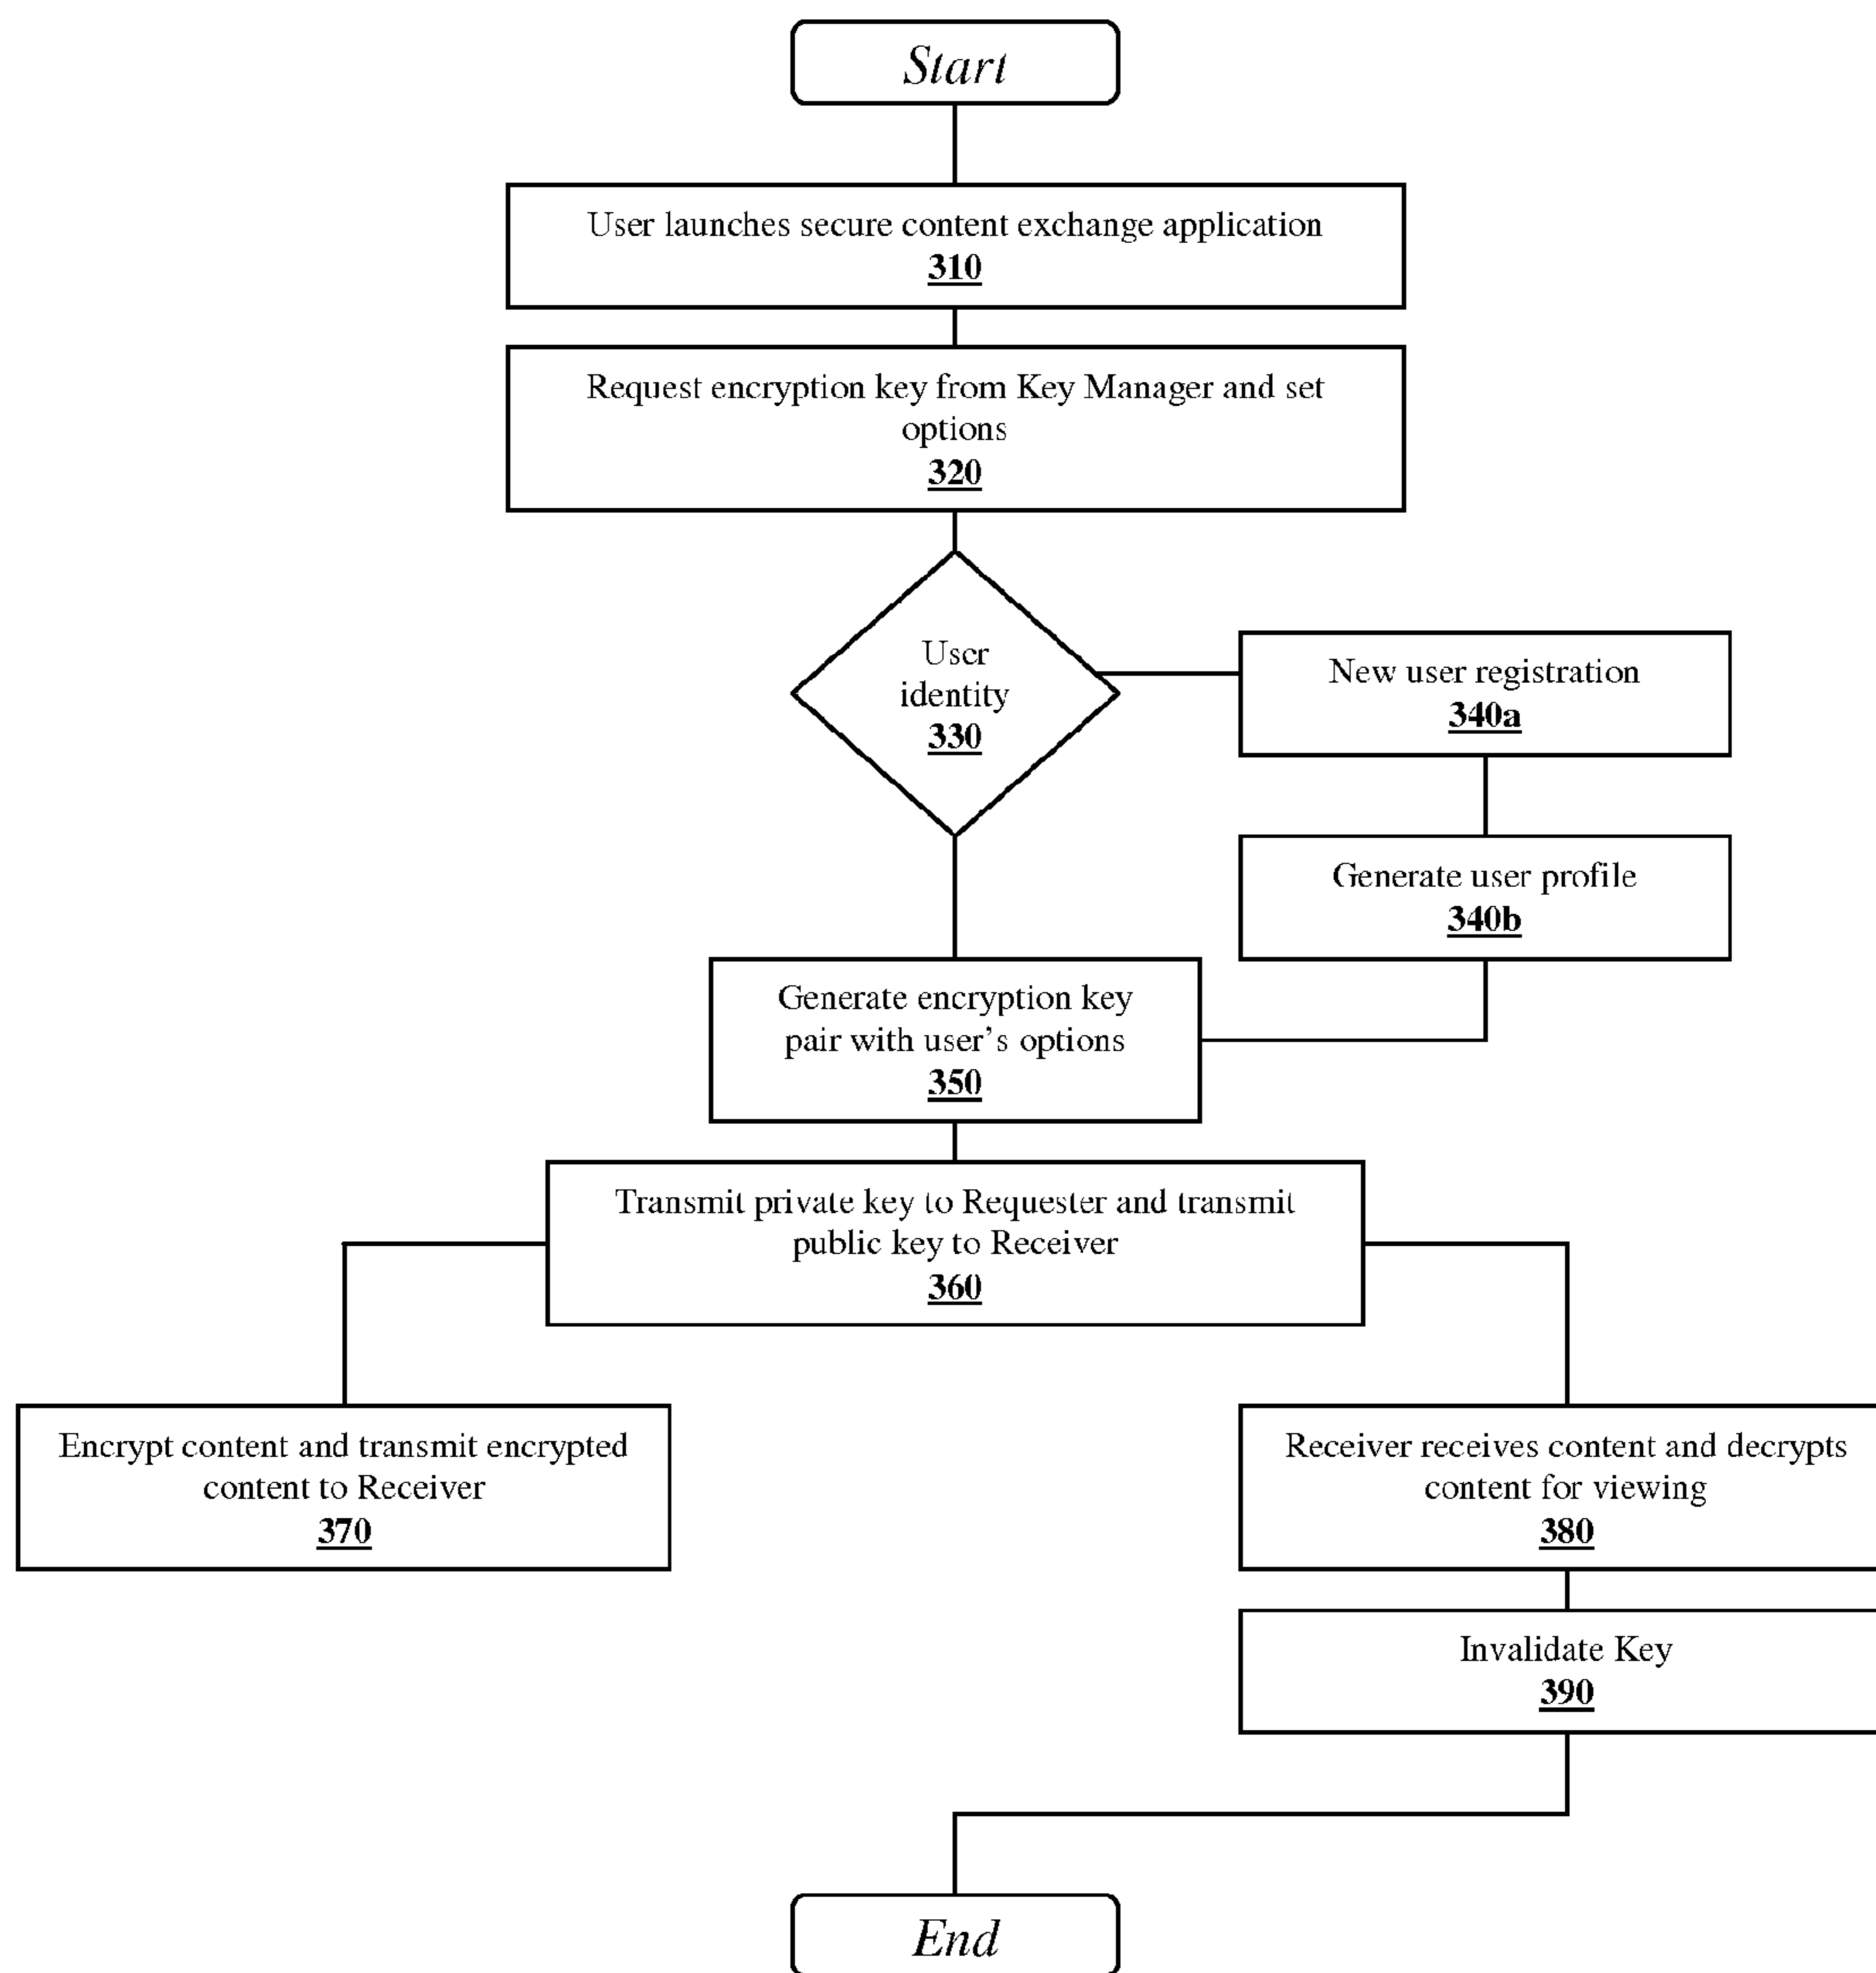 Start
User launches secure content exchange application
310
Request encryption key from Key Manager and set
options
320
User
identity
330
New user registration
340a
Generate user profile
340b
Generate encryption key
pair with user's options
350
Transmit private key to Requester and transmit
public key to Receiver
360
Encrypt content and transmit encrypted
content to Receiver
370
Receiver receives content and decrypts
content for viewing
380
Invalidate Key
390
End